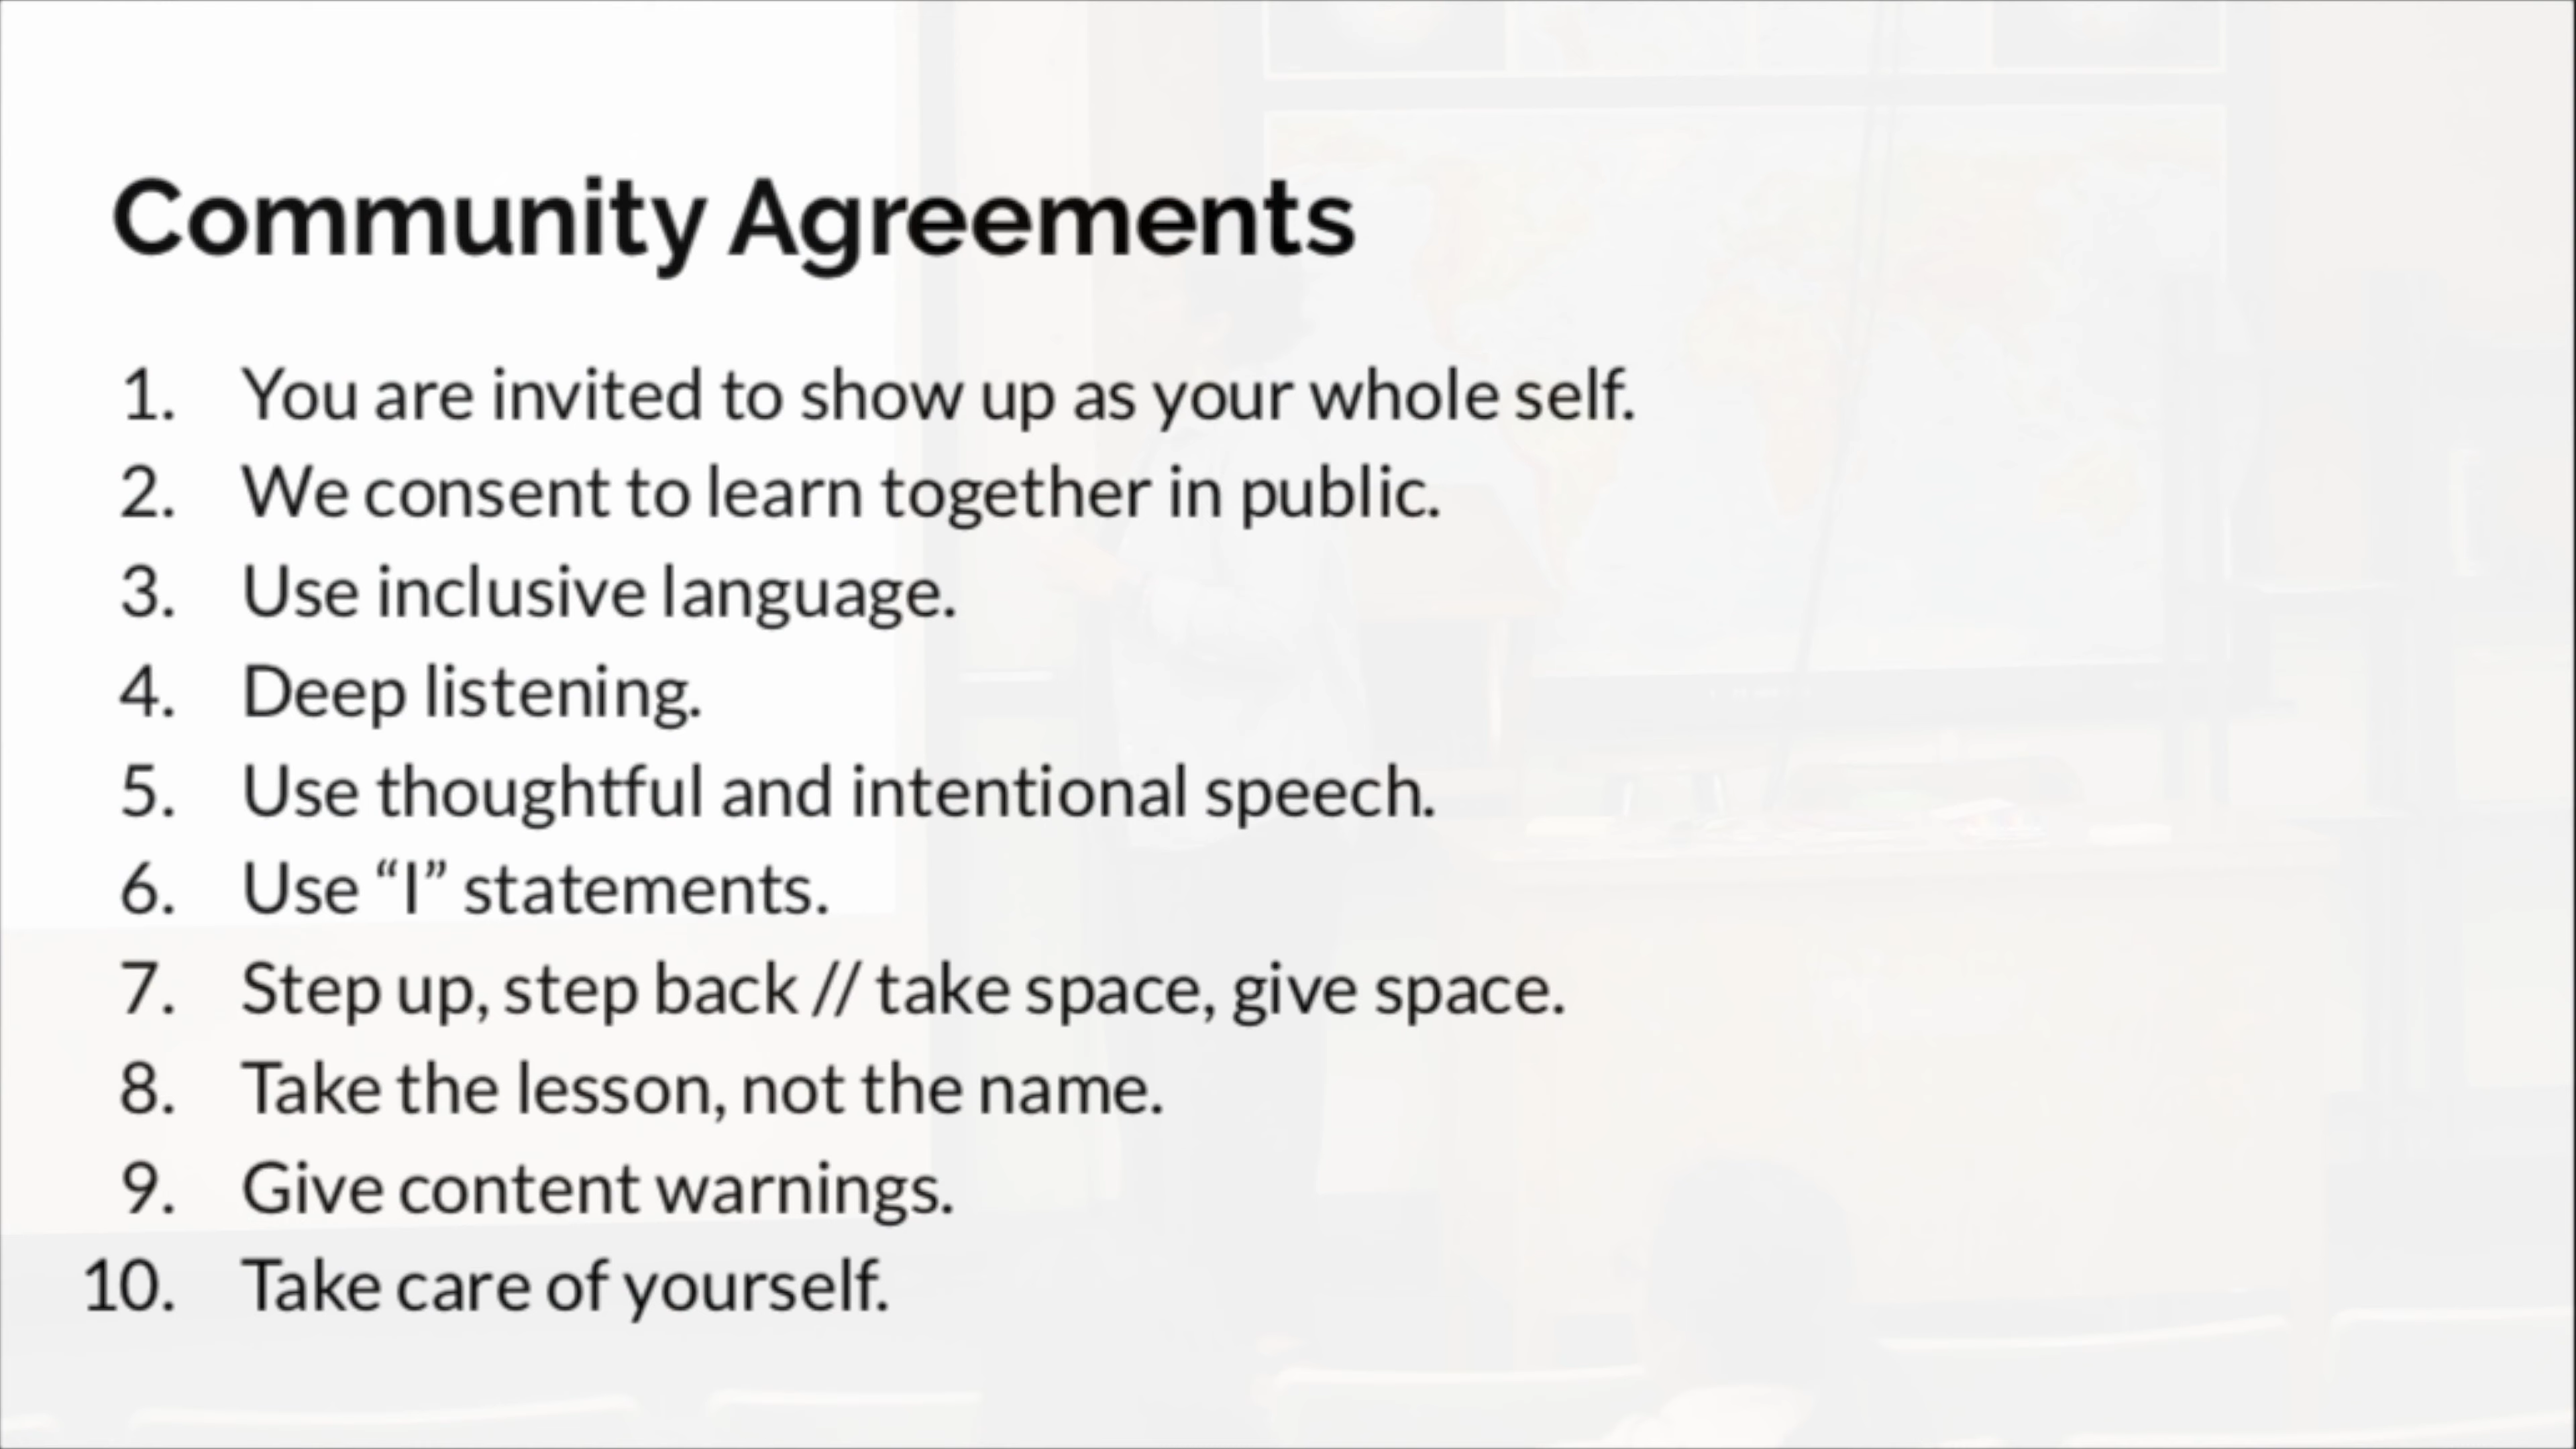 Community Agreements
1. You are invited to show up as your whole self.
2. We consent to learn together in public.
3. Use inclusive language.
4. Deep listening.
5. Use thoughtful and intentional speech.
6. Use “I” statements.
7. Step up, step back // take space, give space.
8. Take the lesson, not the name.
9. Give content warnings.
10. Take care of yourself.